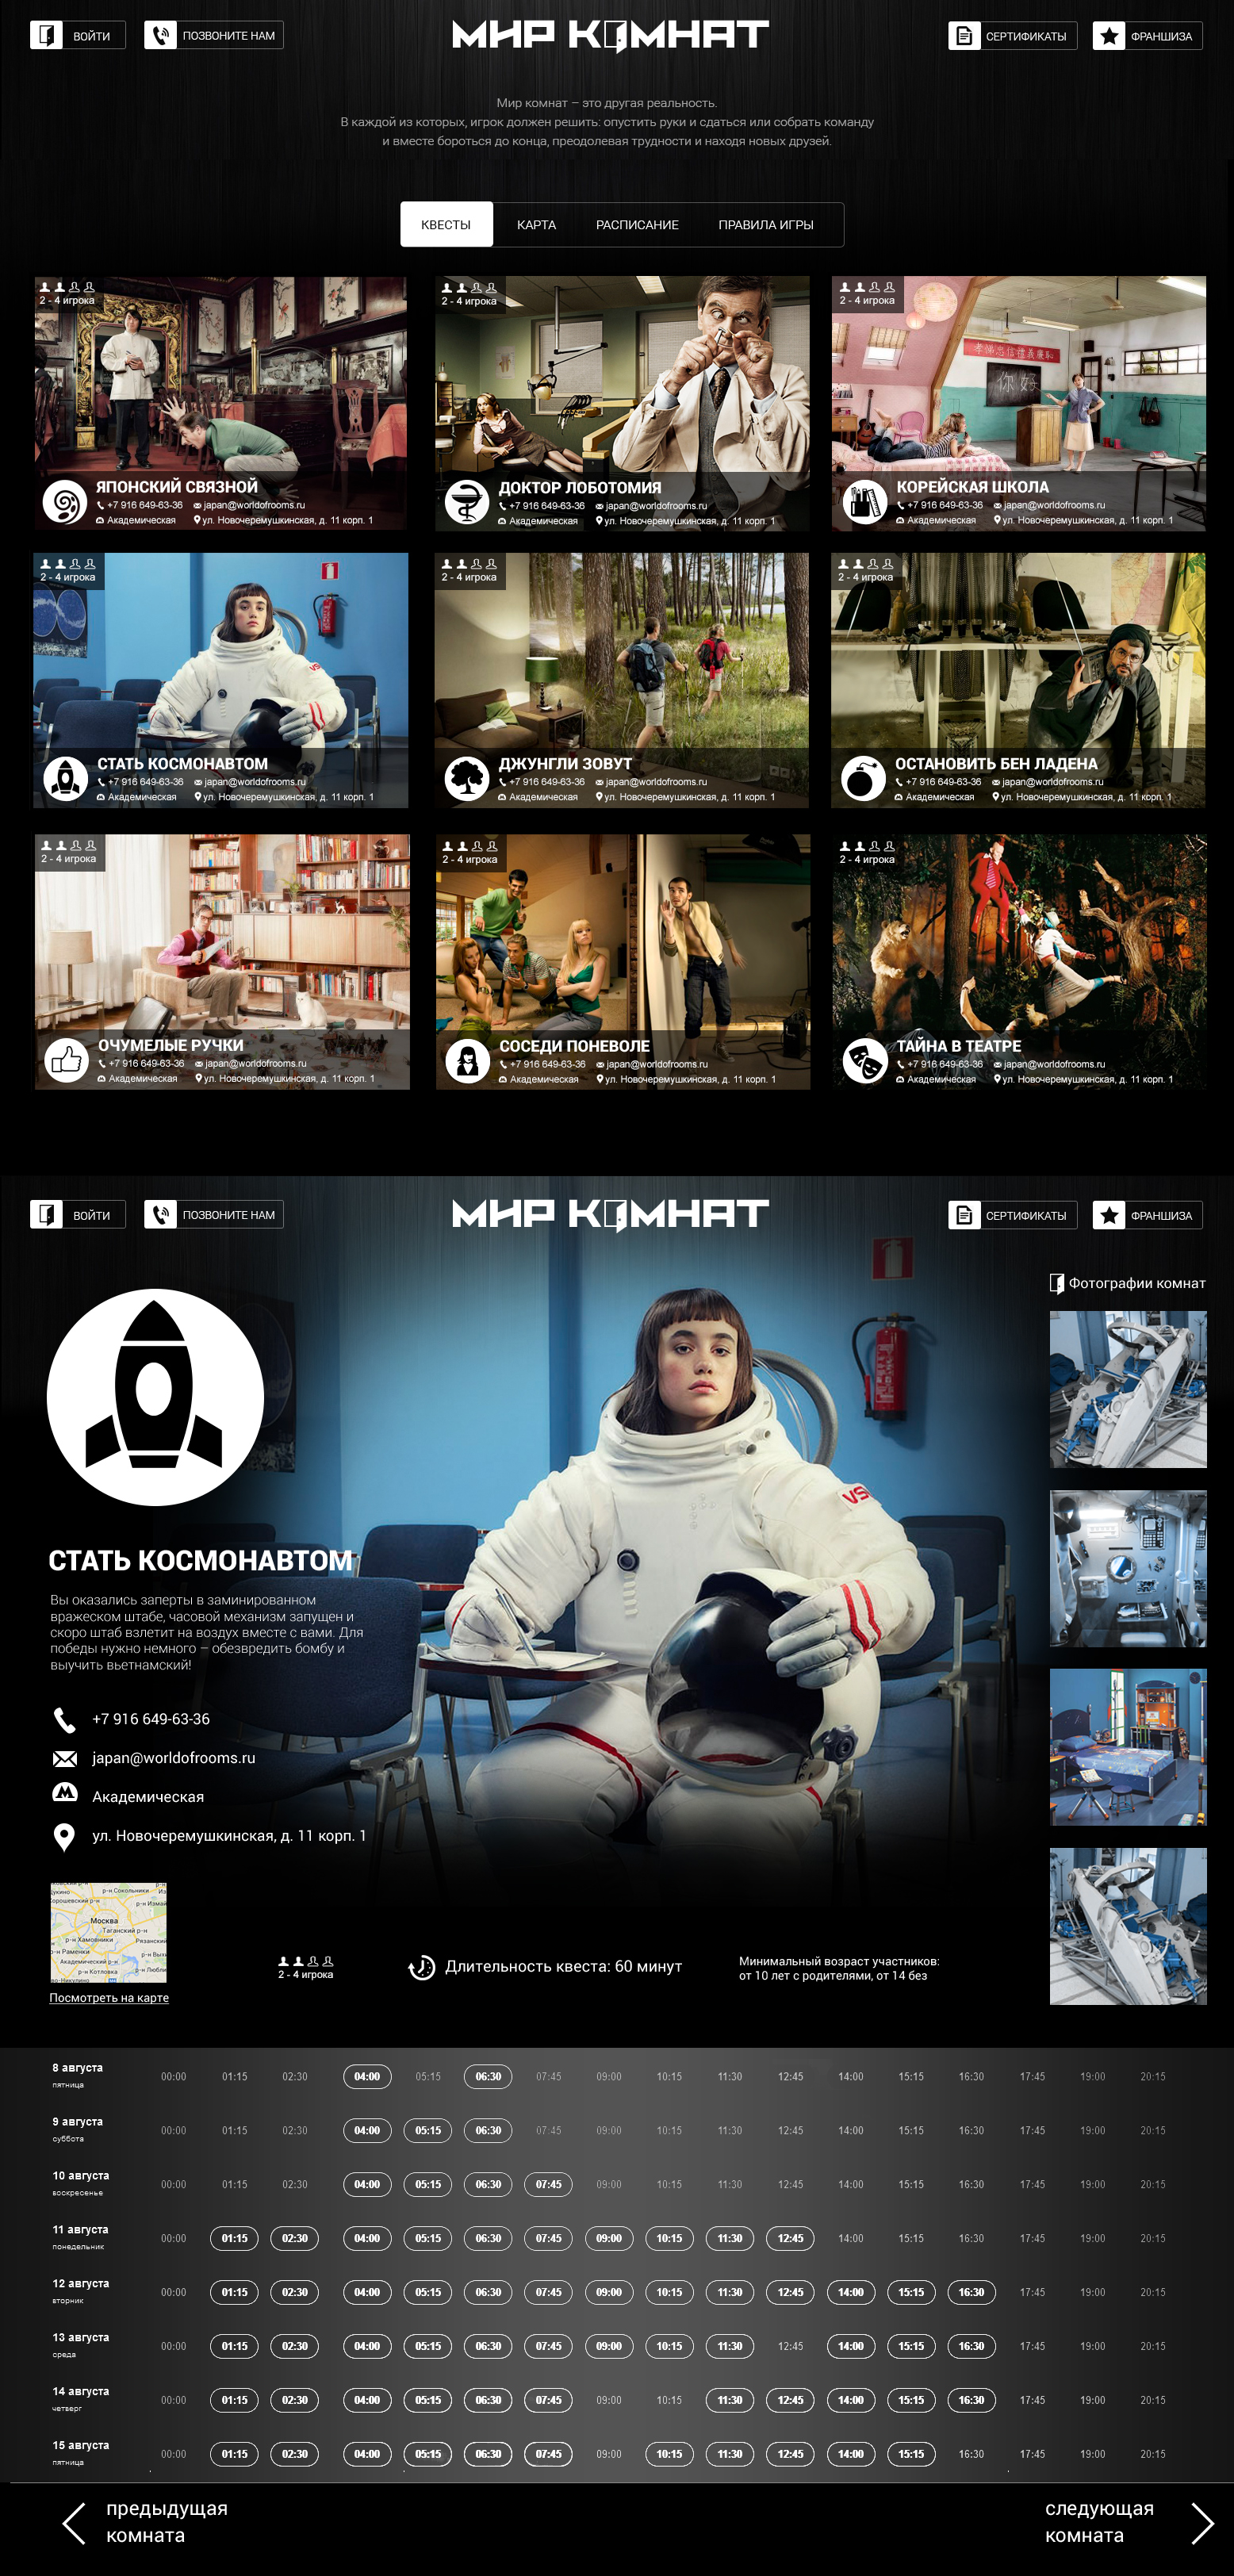 ВОЙТИ
ПОЗВОНИТЕ НАМ
МИР КОМНАТ
СЕРТИФИКАТЫ
ФРАНШИЗА
Мир комнат – это другая реальность.
В каждой из которых, игрок должен решить: опустить руки и сдаться или собрать команду
и вместе бороться до конца, преодолевая трудности и находя новых друзей.
КВЕСТЫ
КАРТА
РАСПИСАНИЕ
ПРАВИЛА ИГРЫ
2 - 4 игрока
ЯПОНСКИЙ СВЯЗНОЙ
+7 916 649-63-36 japan@worldofrooms.ru
Академическая ул. Новочеремушкинская, д. 11 корп. 1
2 - 4 игрока
ДОКТОР ЛОБОТОМИЯ
+7 916 649-63-36 japan@worldofrooms.ru
Академическая ул. Новочеремушкинская, д. 11 корп. 1
2 - 4 игрока
你好
КОРЕЙСКАЯ ШКОЛА
+7 916 649-63-36 japan@worldofrooms.ru
Академическая ул. Новочеремушкинская, д. 11 корп. 1
2 - 4 игрока
СТАТЬ КОСМОНАВТОМ
+7 916 649-63-36 japan@worldofrooms.ru
Академическая ул. Новочеремушкинская, д. 11 корп. 1
2 - 4 игрока
ДЖУНГЛИ ЗОВУТ
+7 916 649-63-36 japan@worldofrooms.ru
Академическая ул. Новочеремушкинская, д. 11 корп. 1
2 - 4 игрока
ОСТАНОВИТЬ БЕН ЛАДЕНА
+7 916 649-63-36 japan@worldofrooms.ru
Академическая ул. Новочеремушкинская, д. 11 корп. 1
2 - 4 игрока
ОЧУМЕЛЫЕ РУЧКИ
+7 916 649-63-36 japan@worldofrooms.ru
Академическая ул. Новочеремушкинская, д. 11 корп. 1
2 - 4 игрока
СОСЕДИ ПОНЕВОЛЕ
+7 916 649-63-36 japan@worldofrooms.ru
Академическая ул. Новочеремушкинская, д. 11 корп. 1
2 - 4 игрока
ТАЙНА В ТЕАТРЕ
+7 916 649-63-36 japan@worldofrooms.ru
Академическая ул. Новочеремушкинская, д. 11 корп. 1
ВОЙТИ
ПОЗВОНИТЕ НАМ
МИР КОМНАТ
СЕРТИФИКАТЫ
ФРАНШИЗА
Фотографии комнат
VS
СТАТЬ КОСМОНАВТОМ
Вы оказались заперты в заминированном
вражеском штабе, часовой механизм запущен и
скоро штаб взлетит на воздух вместе с вами. Для
победы нужно немного – обезвредить бомбу и
выучить вьетнамский!
+7 916 649-63-36
japan@worldofrooms.ru
Академическая
ул. Новочеремушкинская, д. 11 корп. 1
р-н Сокольники
р-н Измай
Москва
Таганский р-н
р-н Хамовники
Рязанский
р-н Раменки
р-н Вых
Академический р-н
р-н Котловка
р-н Люблин
Посмотреть на карте
2 - 4 игрока
Длительность квеста: 60 минут
Минимальный возраст участников:
от 10 лет с родителями, от 14 без
8 августа 00:00 01:15 02:30 04:00 05:15 06:30 07:45 09:00 10:15 11:30 12:45 14:00 15:15 16:30 17:45 19:00 20:15
пятница
9 августа 00:00 01:15 02:30 04:00 05:15 06:30 07:45 09:00 10:15 11:30 12:45 14:00 15:15 16:30 17:45 19:00 20:15
суббота
10 августа 00:00 01:15 02:30 04:00 05:15 06:30 07:45 09:00 10:15 11:30 12:45 14:00 15:15 16:30 17:45 19:00 20:15
воскресенье
11 августа 00:00 01:15 02:30 04:00 05:15 06:30 07:45 09:00 10:15 11:30 12:45 14:00 15:15 16:30 17:45 19:00 20:15
понедельник
12 августа 00:00 01:15 02:30 04:00 05:15 06:30 07:45 09:00 10:15 11:30 12:45 14:00 15:15 16:30 17:45 19:00 20:15
вторник
13 августа 00:00 01:15 02:30 04:00 05:15 06:30 07:45 09:00 10:15 11:30 12:45 14:00 15:15 16:30 17:45 19:00 20:15
среда
14 августа 00:00 01:15 02:30 04:00 05:15 06:30 07:45 09:00 10:15 11:30 12:45 14:00 15:15 16:30 17:45 19:00 20:15
четверг
15 августа 00:00 01:15 02:30 04:00 05:15 06:30 07:45 09:00 10:15 11:30 12:45 14:00 15:15 16:30 17:45 19:00 20:15
пятница
предыдущая
комната
следующая
комната